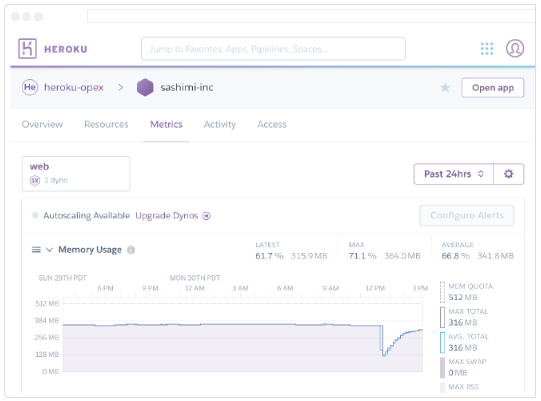 HEROKU
Jump to Favorites, Apps, Pipelines, Spaces...
He heroku-opex > sashimi-inc
Open app
Overview Resources Metrics Activity Access
web
1X 1 dyno
Past 24hrs
Autoscaling Available Upgrade Dynos
Configure Alerts
Memory Usage
LATEST
61.7 % 315.9 MB
MAX
71.1 % 364.0 MB
AVERAGE
66.8 % 341.8 MB
SUN 29TH PDT MON 30TH PDT
6 PM 9 PM 12 AM 3 AM 6 AM 9 AM 12 PM 3 PM
512 MB
384 MB
256 MB
128 MB
0 MB
MEM QUOTA
512 MB
MAX TOTAL
316 MB
AVG. TOTAL
316 MB
MAX SWAP
0 MB
MAX RSS